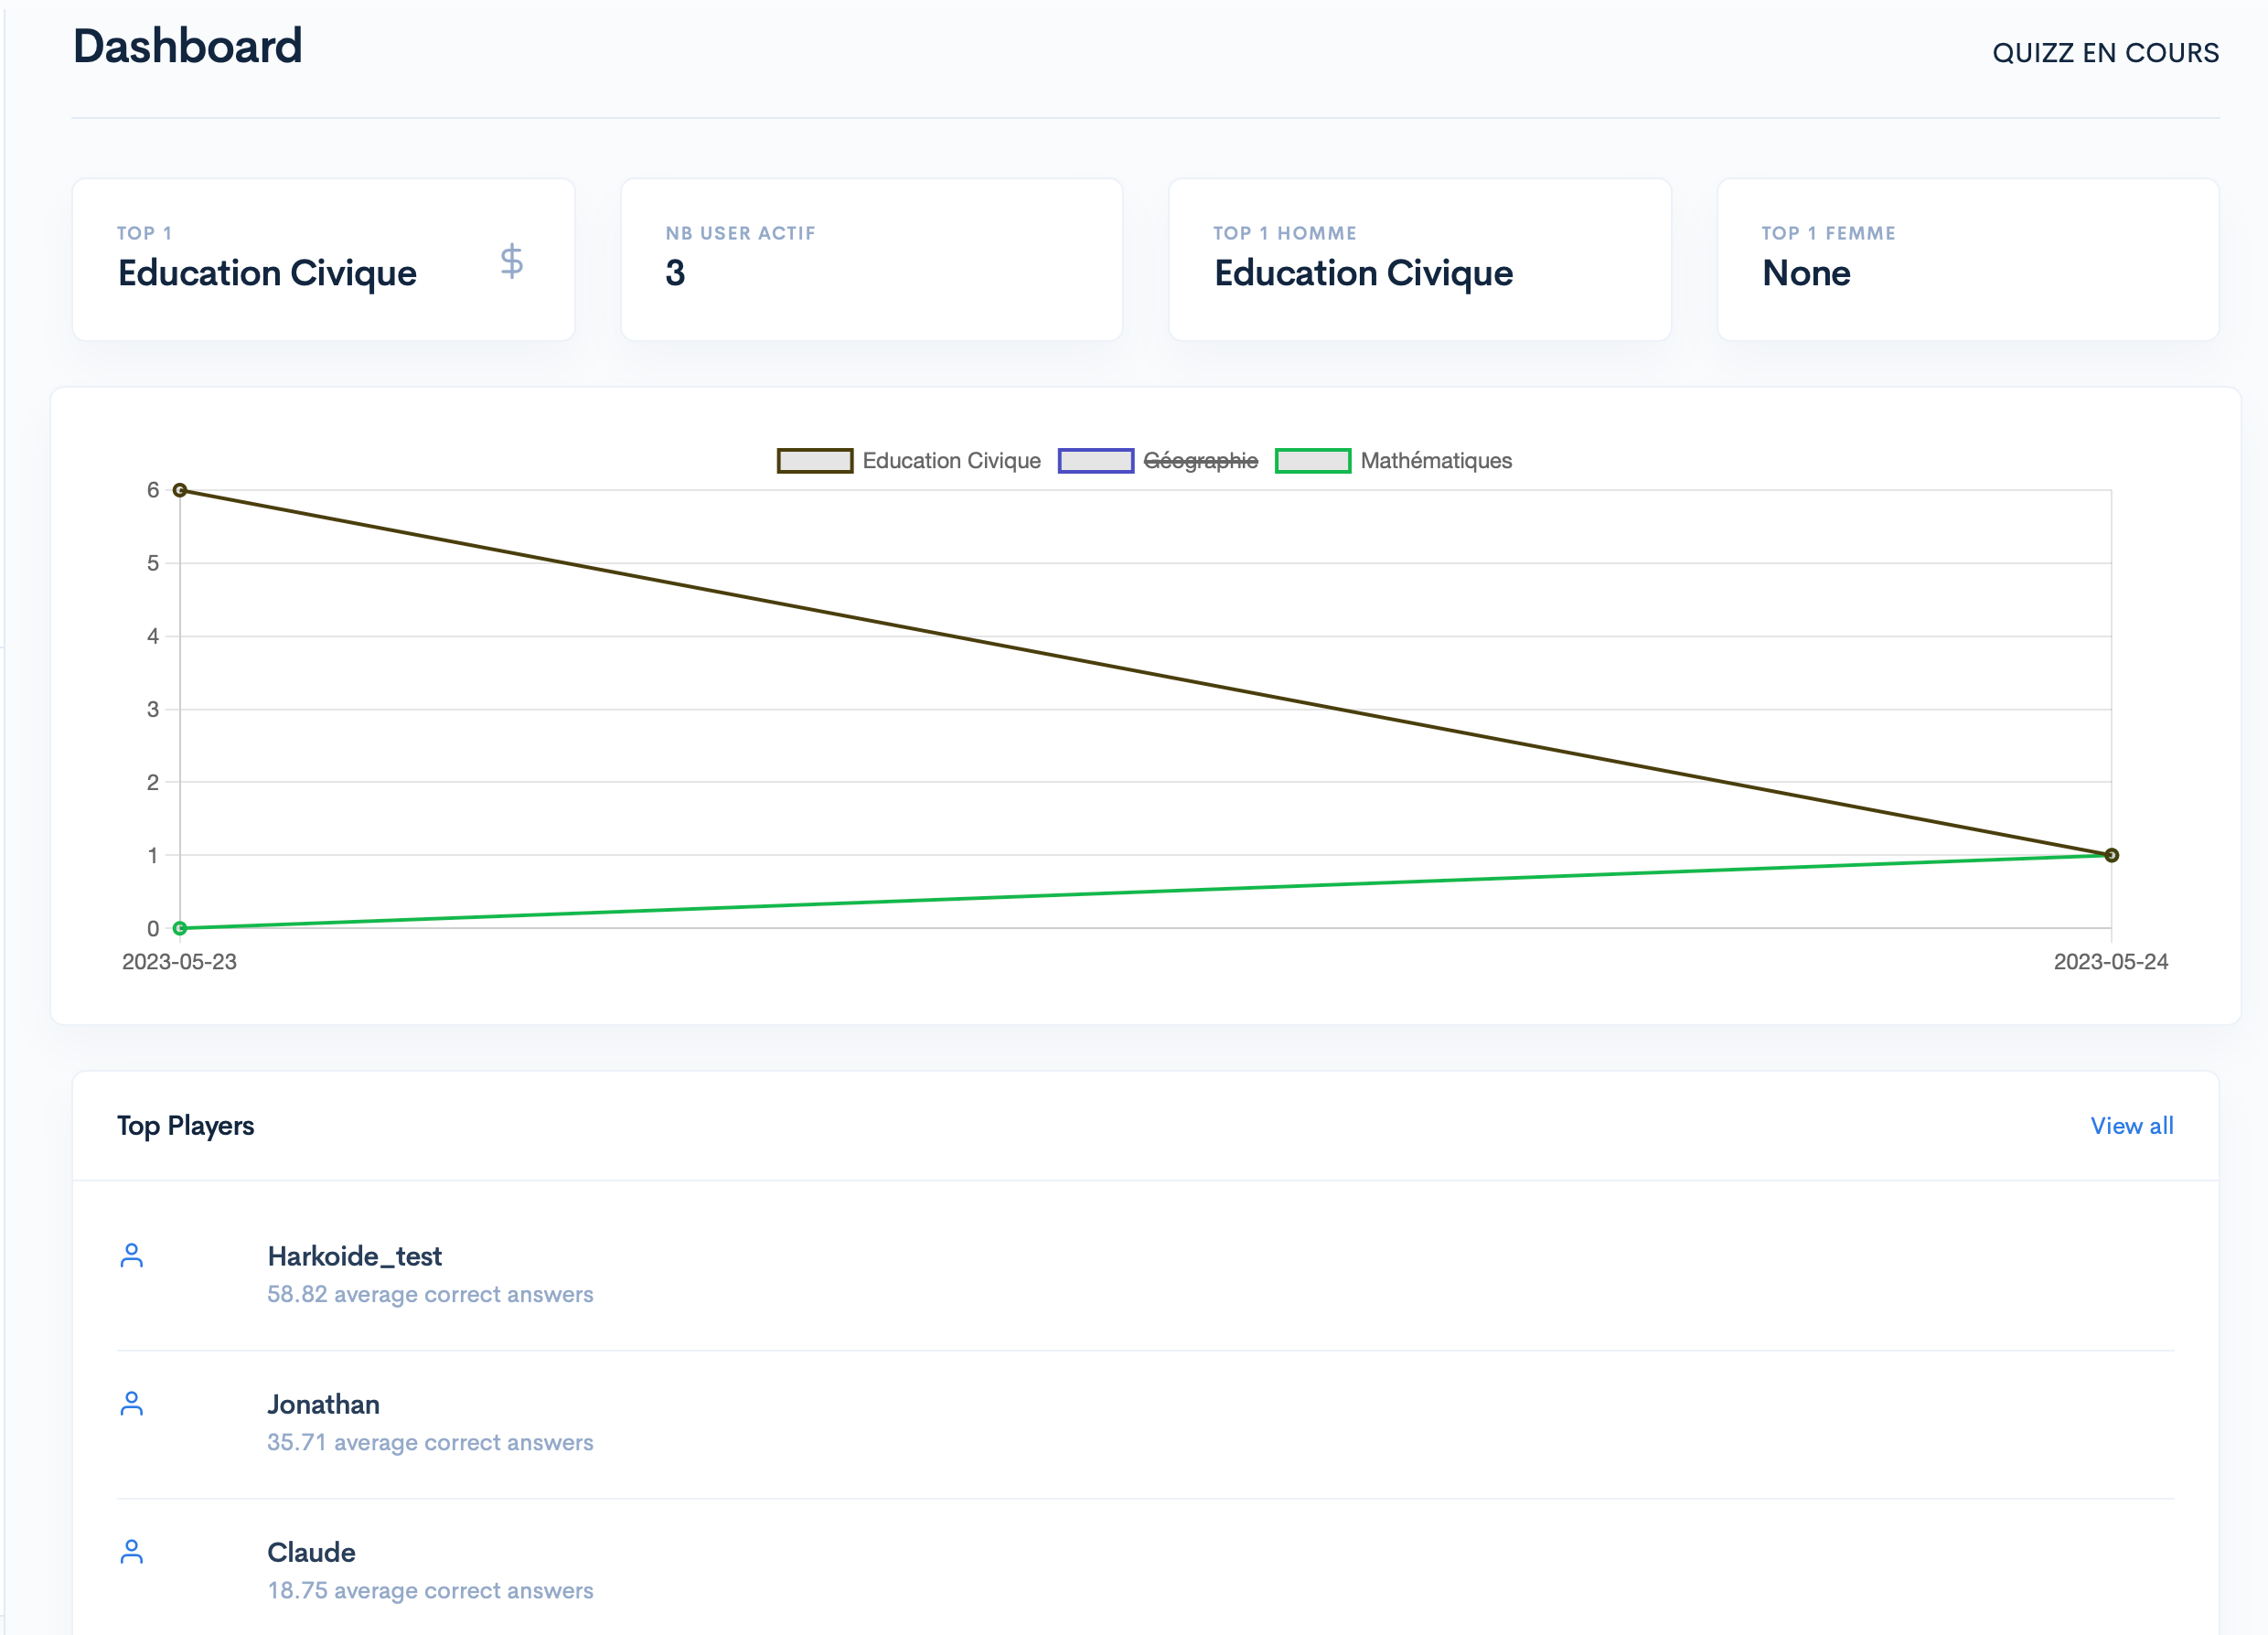 Dashboard
QUIZZ EN COURS
TOP 1
Education Civique
$
NB USER ACTIF
3
TOP 1 HOMME
Education Civique
TOP 1 FEMME
None
Education Civique Géographie Mathématiques
6
5
4
3
2
1
0
2023-05-23 2023-05-24
Top Players
View all
Harkoide_test
58.82 average correct answers
Jonathan
35.71 average correct answers
Claude
18.75 average correct answers